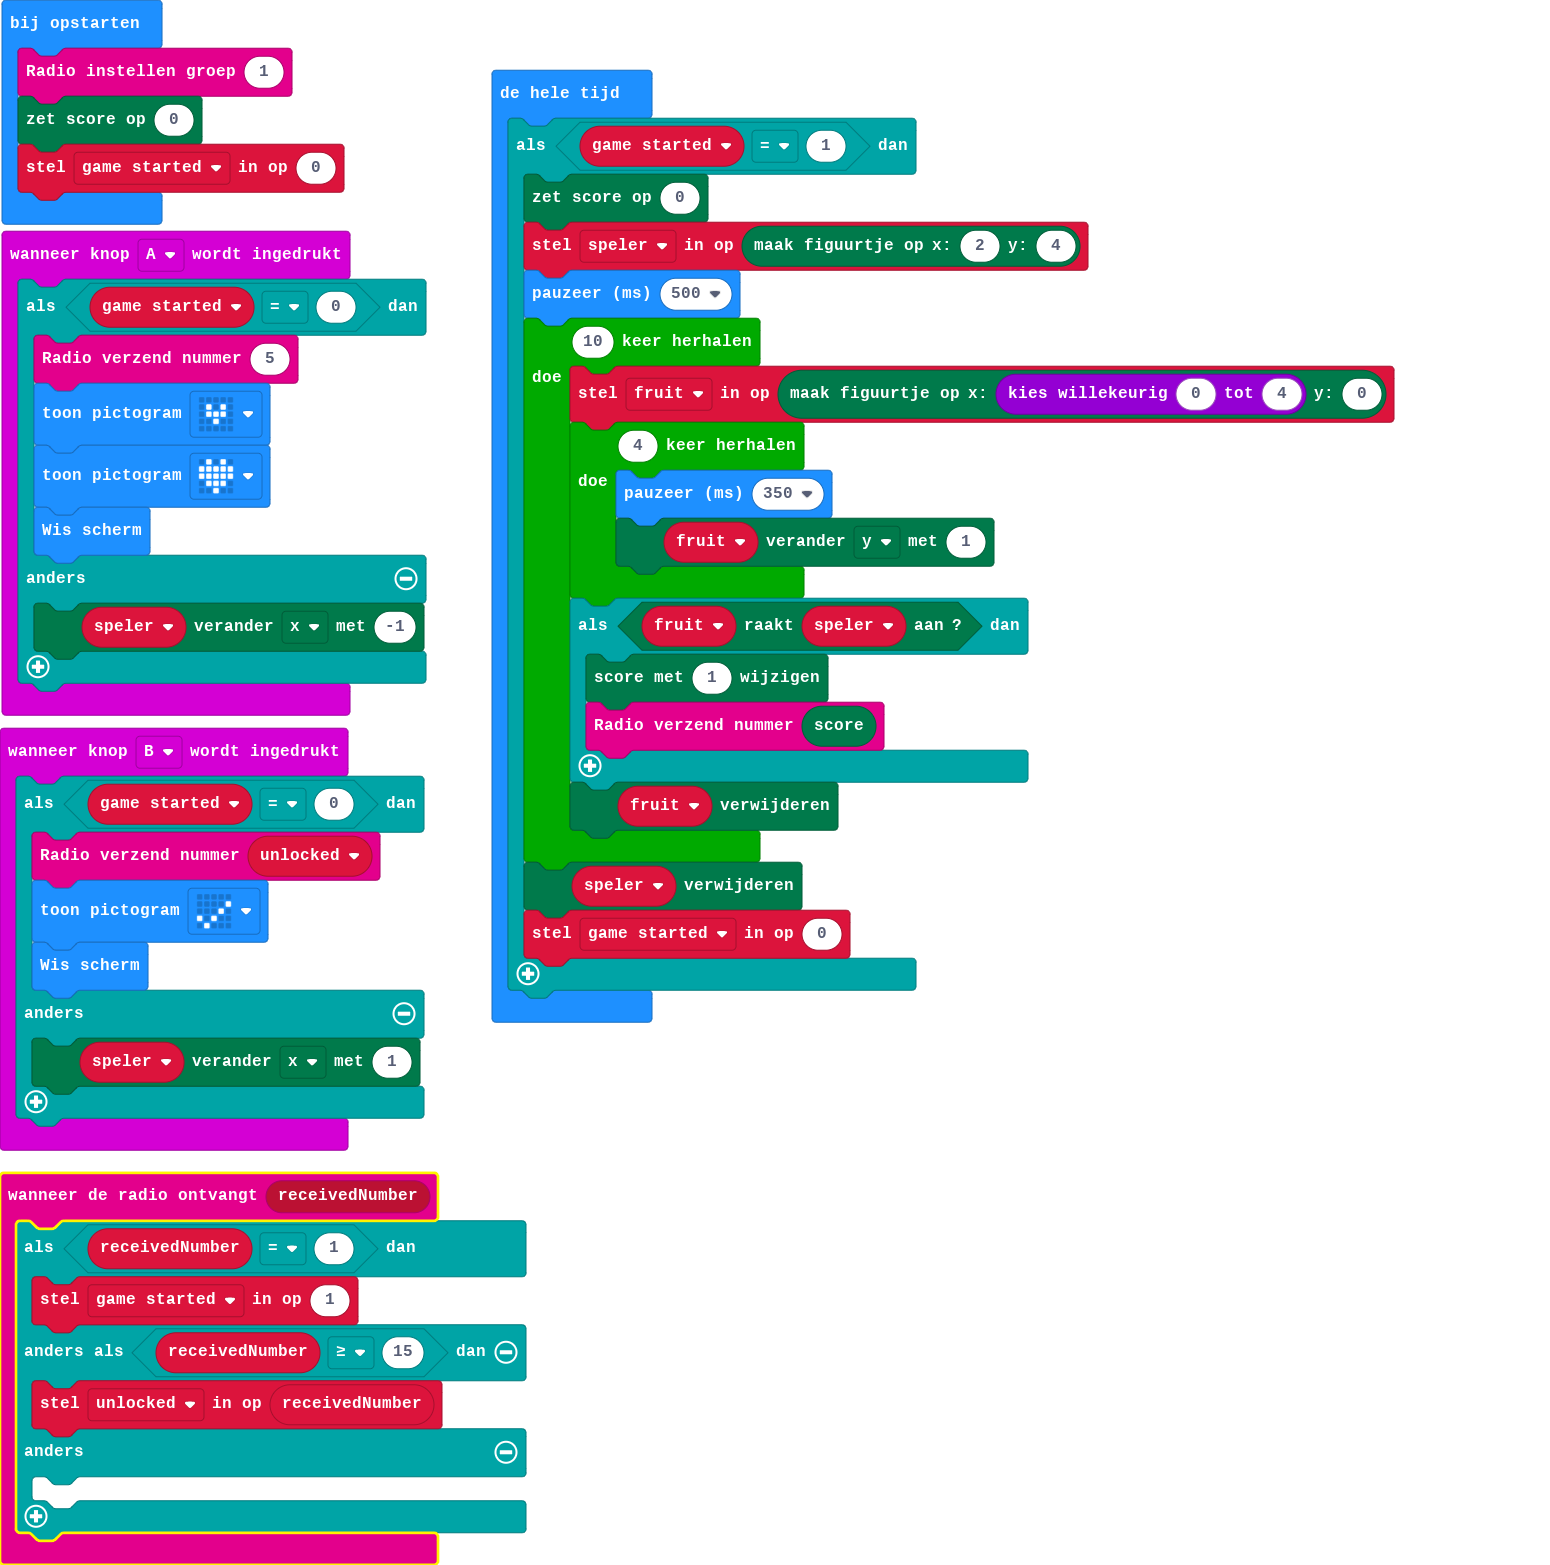 bij opstarten
Radio instellen groep 1
zet score op 0
stel game started in op 0
wanneer knop A wordt ingedrukt
als game started = 0 dan
Radio verzend nummer 5
toon pictogram
toon pictogram
Wis scherm
anders
speler verander x met -1
wanneer knop B wordt ingedrukt
als game started = 0 dan
Radio verzend nummer unlocked
toon pictogram
Wis scherm
anders
speler verander x met 1
wanneer de radio ontvangt receivedNumber
als receivedNumber = 1 dan
stel game started in op 1
anders als receivedNumber ≥ 15 dan
stel unlocked in op receivedNumber
anders
de hele tijd
als game started = 1 dan
zet score op 0
stel speler in op maak figuurtje op x: 2 y: 4
pauzeer (ms) 500
10 keer herhalen
doe
stel fruit in op maak figuurtje op x: kies willekeurig 0 tot 4 y: 0
4 keer herhalen
doe
pauzeer (ms) 350
fruit verander y met 1
als fruit raakt speler aan ? dan
score met 1 wijzigen
Radio verzend nummer score
fruit verwijderen
speler verwijderen
stel game started in op 0